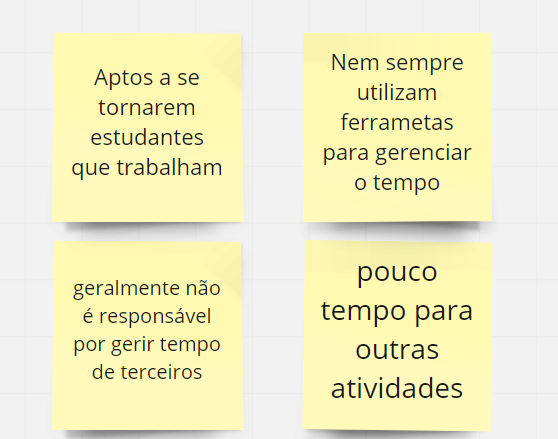 Aptos a se
tornarem
estudantes
que trabalham
Nem sempre
utilizam
ferrametas
para gerenciar
o tempo
geralmente não
é responsável
por gerir tempo
de terceiros
pouco
tempo para
outras
atividades